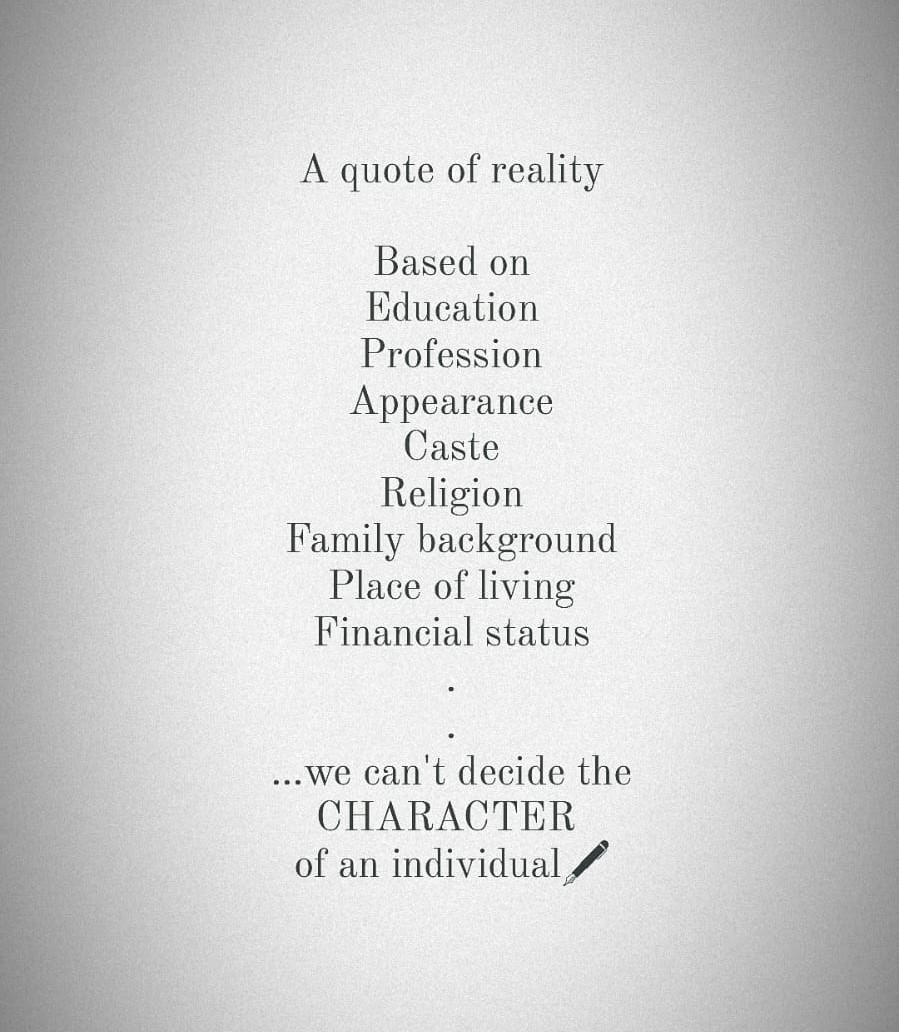 A quote of reality
Based on
Education
Profession
Appearance
Caste
Religion
Family background
Place of living
Financial status
.
.
...we can't decide the
CHARACTER
of an individual